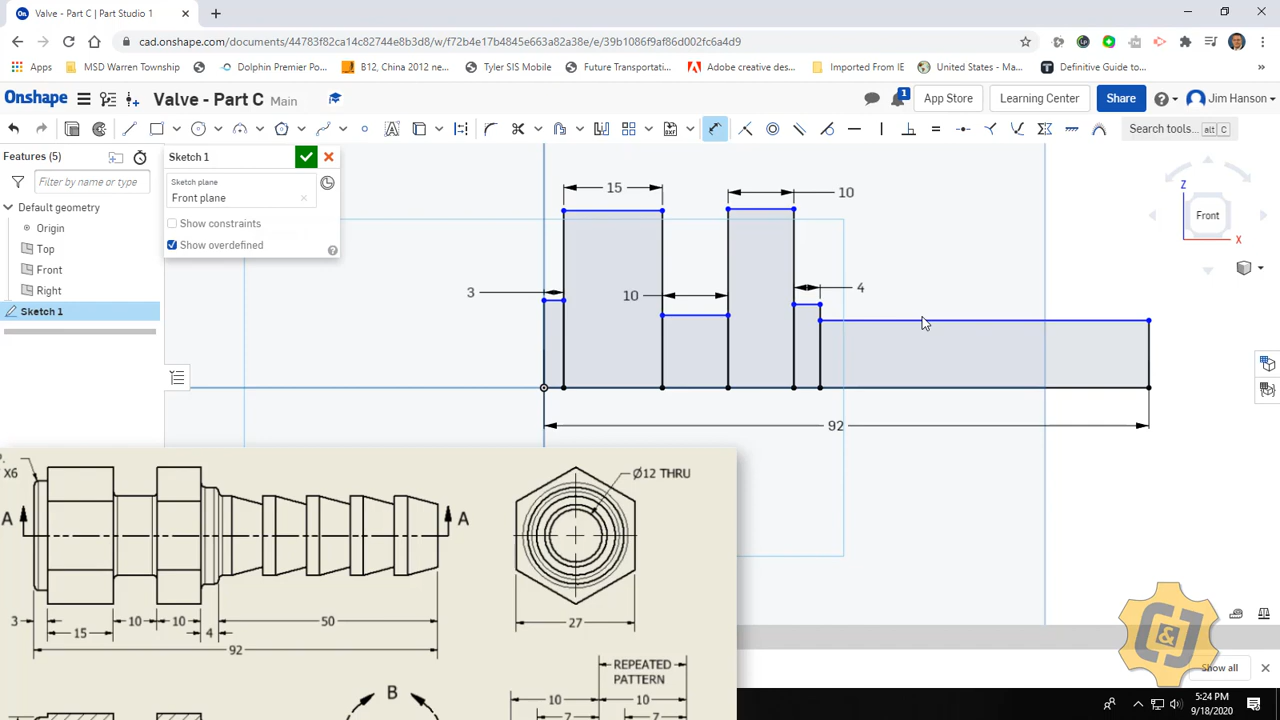 Valve - Part C | Part Studio 1
cad.onshape.com/documents/44783f82ca14c82744e8b3d8/w/f72b4e17b4845e463e82a38a/e/39b1086f9af86d002fc6a4d9
Apps
MSD Warren Township
Dolphin Premier Po...
B12, China 2012 ne...
Tyler SIS Mobile
Future Transportati...
Adobe creative des...
Imported From IE
United States - Ma...
Definitive Guide to...
onshape
Valve - Part C Main
1
App Store
Learning Center
Share
Jim Hanson
Search tools... alt C
Features (5)
Filter by name or type
Default geometry
Origin
Top
Front
Right
Sketch 1
Sketch 1
Sketch plane
Front plane
Show constraints
Show overdefined
15
10
3
10
4
92
Z
Front
X
P.
X6
A
A
3
15
10
10
4
50
92
Ø12 THRU
27
REPEATED
PATTERN
10
10
7
7
B
C & J
Show all
5:24 PM
9/18/2020